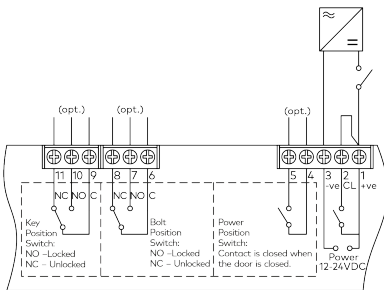 (opt.) (opt.) (opt.)
11 10 9 8 7 6 5 4 3 2 1
-ve CL +ve
NC NO C NC NO C
Key
Position
Switch:
NO –Locked
NC – Unlocked
Bolt
Position
Switch:
NO –Locked
NC – Unlocked
Power
Position
Switch:
Contact is closed when
the door is closed.
Power
12-24VDC